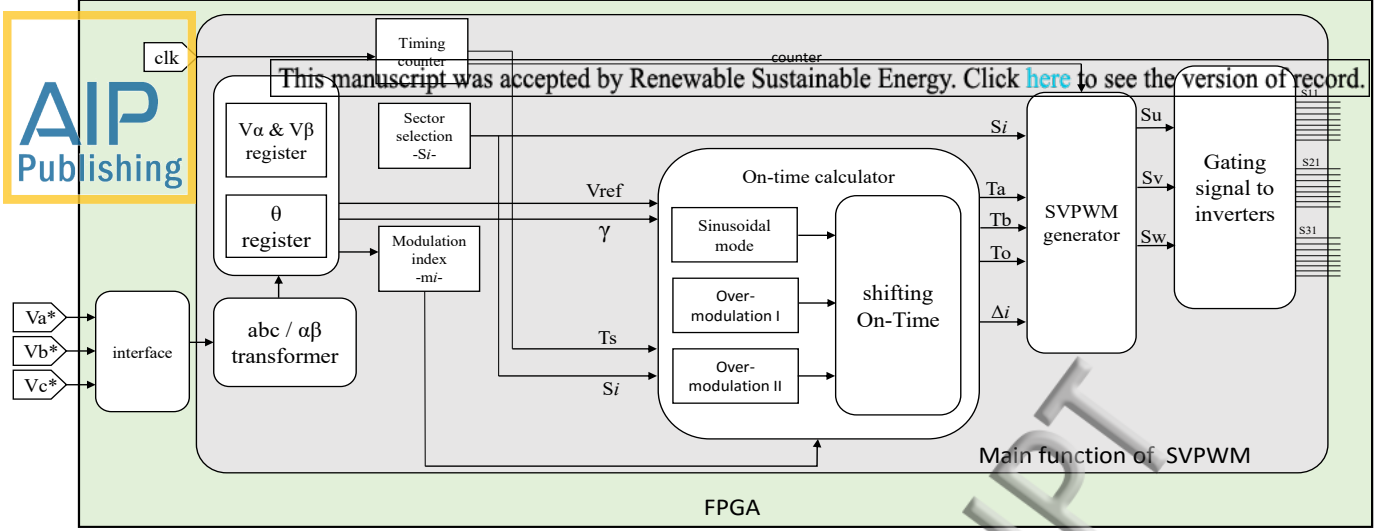 Timing
counter
clk
counter
This manuscript was accepted by Renewable Sustainable Energy. Click here to see the version of record.
AIP
Publishing
Vα & Vβ
register
θ
register
Sector
selection
-Si-
Modulation
index
-mi-
Va*
Vb*
Vc*
interface
abc / αβ
transformer
Vref
γ
Ts
Si
On-time calculator
Sinusoidal
mode
Over-
modulation I
Over-
modulation II
shifting
On-Time
Si
Ta
Tb
To
Δi
SVPWM
generator
Su
Sv
Sw
Gating
signal to
inverters
S11
S21
S31
Main function of SVPWM
FPGA
IPT